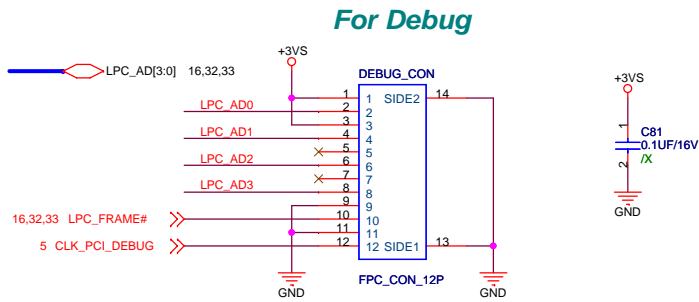 For Debug
+3VS
LPC_AD[3:0] 16,32,33
DEBUG_CON
+3VS
1 1 SIDE2 14
LPC_AD0 2 2
3 3
LPC_AD1 4 4
5 5
LPC_AD2 6 6
7 7
LPC_AD3 8 8
9 9
16,32,33 LPC_FRAME# 10 10
11 11
5 CLK_PCI_DEBUG 12 12 SIDE1 13
GND
FPC_CON_12P
GND
1
C81
0.1UF/16V
2
/X
GND